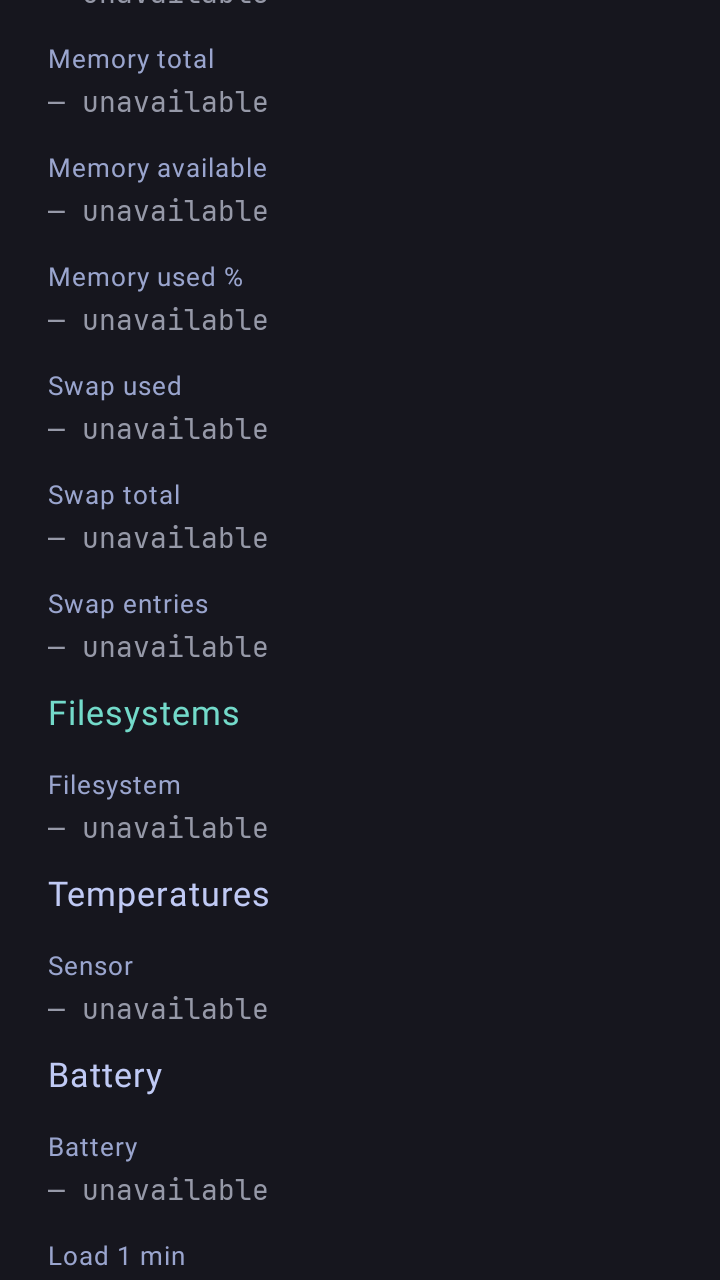 Memory total
— unavailable
Memory available
— unavailable
Memory used %
— unavailable
Swap used
— unavailable
Swap total
— unavailable
Swap entries
— unavailable
Filesystems
Filesystem
— unavailable
Temperatures
Sensor
— unavailable
Battery
Battery
— unavailable
Load 1 min